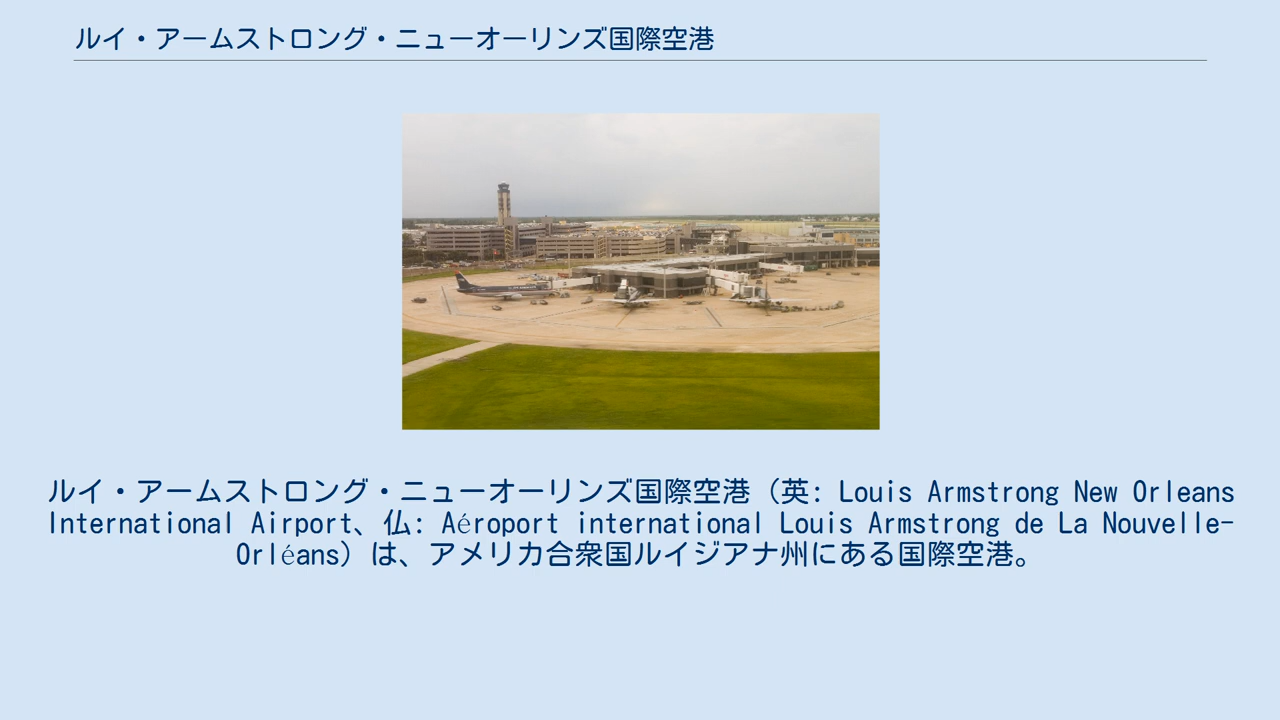 ルイ・アームストロング・ニューオーリンズ国際空港
ルイ・アームストロング・ニューオーリンズ国際空港（英: Louis Armstrong New Orleans
International Airport、仏: Aéroport international Louis Armstrong de La Nouvelle-
Orléans）は、アメリカ合衆国ルイジアナ州にある国際空港。